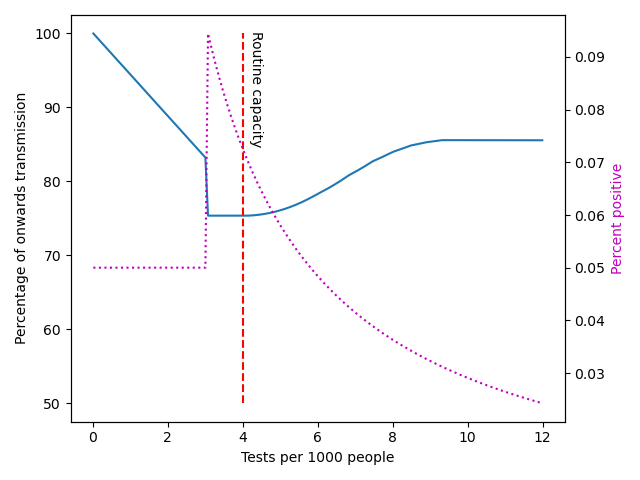 100
90
80
70
60
50
Percentage of onwards transmission
Routine capacity
0.09
0.08
0.07
0.06
0.05
0.04
0.03
Percent positive
0 2 4 6 8 10 12
Tests per 1000 people